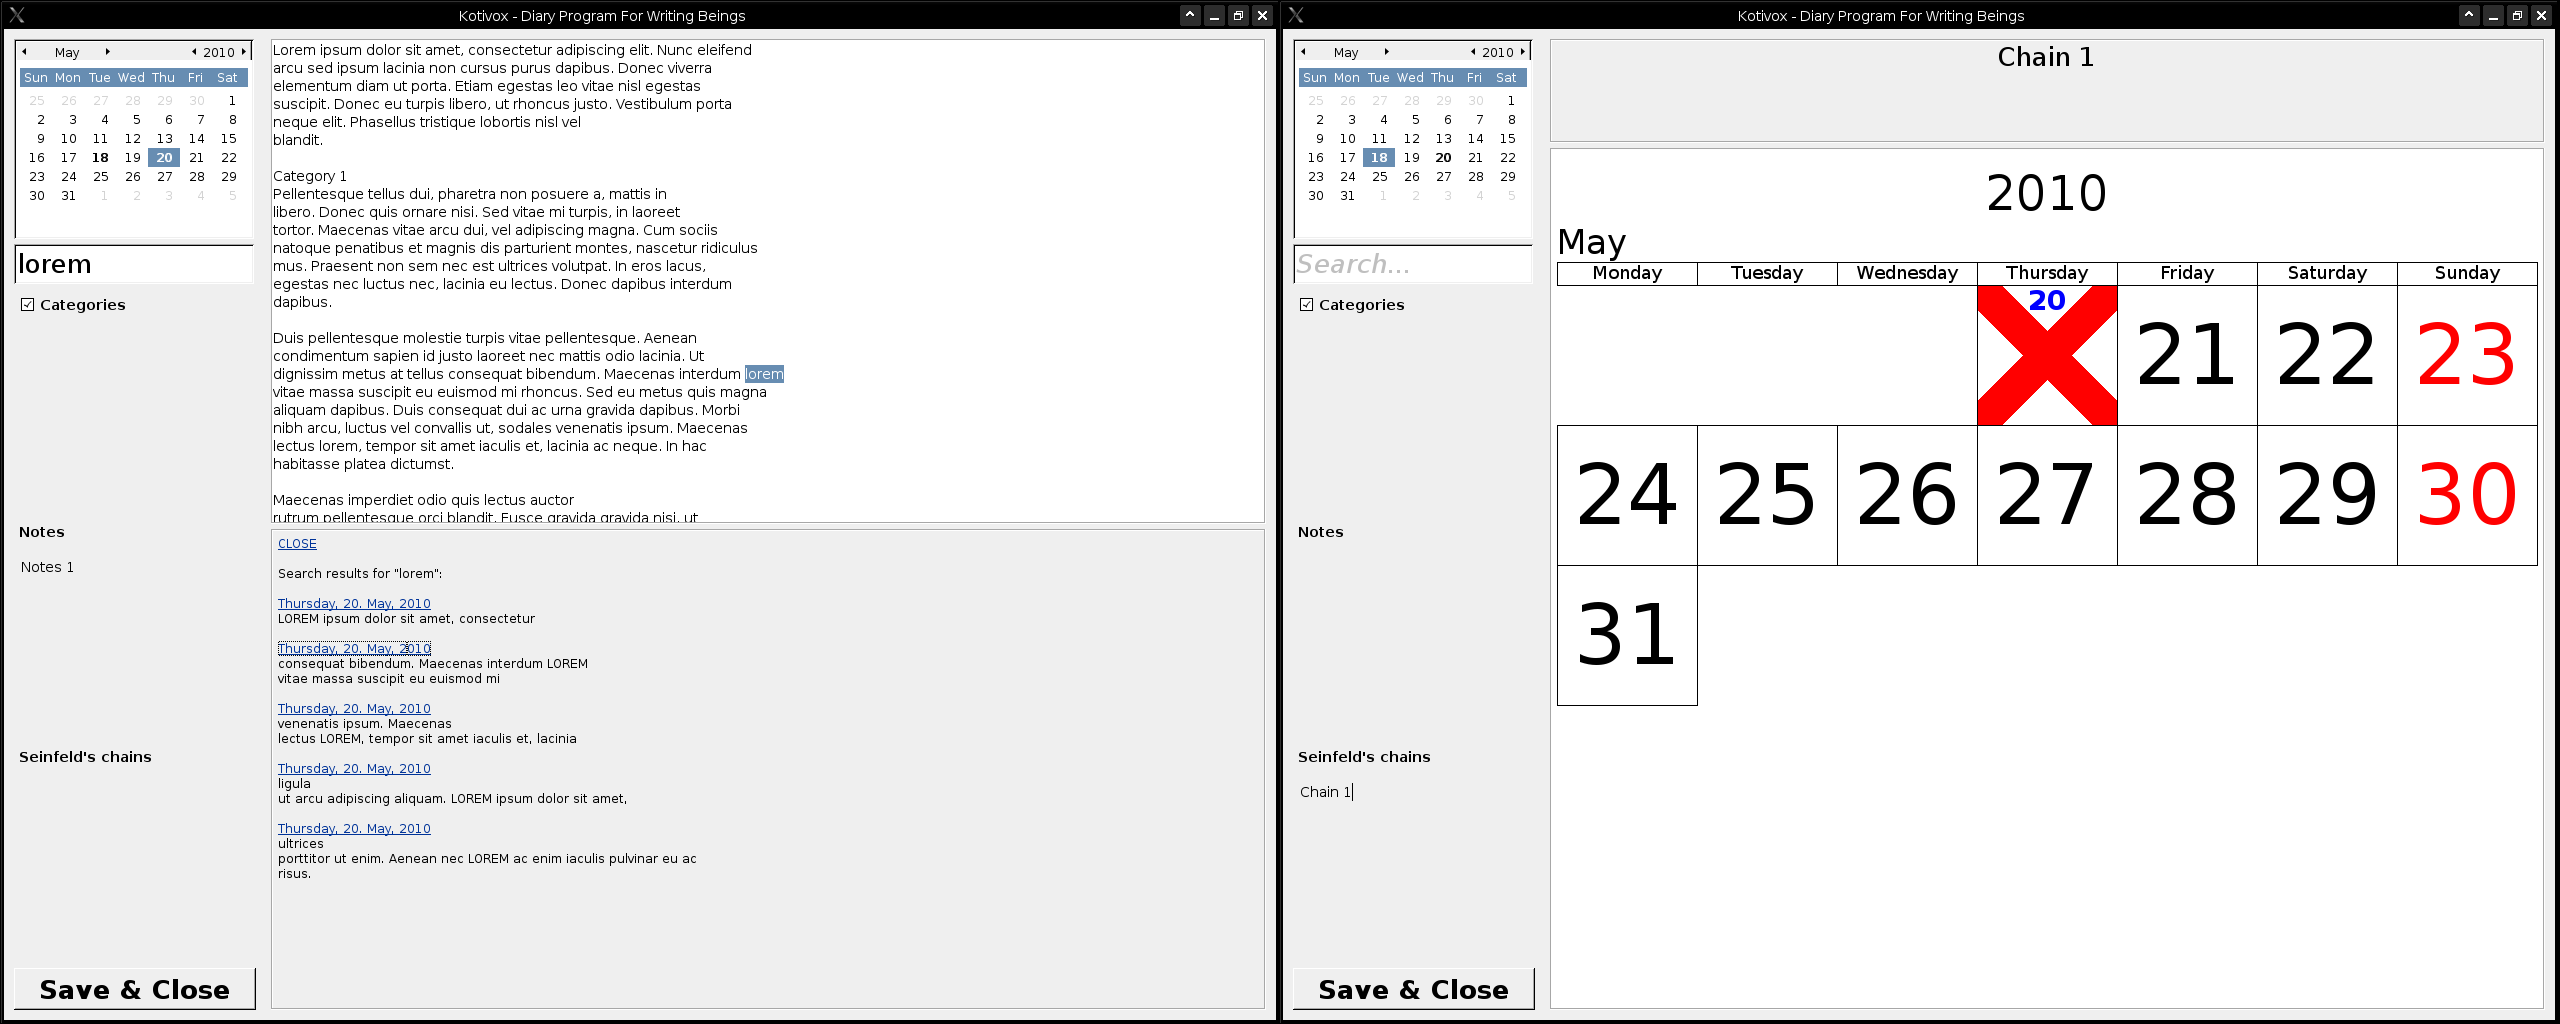 Kotivox - Diary Program For Writing Beings
May 2010
Sun Mon Tue Wed Thu Fri Sat
25 26 27 28 29 30 1
2 3 4 5 6 7 8
9 10 11 12 13 14 15
16 17 18 19 20 21 22
23 24 25 26 27 28 29
30 31 1 2 3 4 5
lorem
Categories
Notes
Notes 1
Seinfeld's chains
Save & Close
Lorem ipsum dolor sit amet, consectetur adipiscing elit. Nunc eleifend
arcu sed ipsum lacinia non cursus purus dapibus. Donec viverra
elementum diam ut porta. Etiam egestas leo vitae nisl egestas
suscipit. Donec eu turpis libero, ut rhoncus justo. Vestibulum porta
neque elit. Phasellus tristique lobortis nisl vel
blandit.
Category 1
Pellentesque tellus dui, pharetra non posuere a, mattis in
libero. Donec quis ornare nisi. Sed vitae mi turpis, in laoreet
tortor. Maecenas vitae arcu dui, vel adipiscing magna. Cum sociis
natoque penatibus et magnis dis parturient montes, nascetur ridiculus
mus. Praesent non sem nec est ultrices volutpat. In eros lacus,
egestas nec luctus nec, lacinia eu lectus. Donec dapibus interdum
dapibus.
Duis pellentesque molestie turpis vitae pellentesque. Aenean
condimentum sapien id justo laoreet nec mattis odio lacinia. Ut
dignissim metus at tellus consequat bibendum. Maecenas interdum lorem
vitae massa suscipit eu euismod mi rhoncus. Sed eu metus quis magna
aliquam dapibus. Duis consequat dui ac urna gravida dapibus. Morbi
nibh arcu, luctus vel convallis ut, sodales venenatis ipsum. Maecenas
lectus lorem, tempor sit amet iaculis et, lacinia ac neque. In hac
habitasse platea dictumst.
Maecenas imperdiet odio quis lectus auctor
rutrum pellentesque orci blandit. Fusce gravida gravida nisi, ut
CLOSE
Search results for "lorem":
Thursday, 20. May, 2010
LOREM ipsum dolor sit amet, consectetur
Thursday, 20. May, 2010
consequat bibendum. Maecenas interdum LOREM
vitae massa suscipit eu euismod mi
Thursday, 20. May, 2010
venenatis ipsum. Maecenas
lectus LOREM, tempor sit amet iaculis et, lacinia
Thursday, 20. May, 2010
ligula
ut arcu adipiscing aliquam. LOREM ipsum dolor sit amet,
Thursday, 20. May, 2010
ultrices
porttitor ut enim. Aenean nec LOREM ac enim iaculis pulvinar eu ac
risus.
Kotivox - Diary Program For Writing Beings
May 2010
Sun Mon Tue Wed Thu Fri Sat
25 26 27 28 29 30 1
2 3 4 5 6 7 8
9 10 11 12 13 14 15
16 17 18 19 20 21 22
23 24 25 26 27 28 29
30 31 1 2 3 4 5
Search...
Categories
Notes
Seinfeld's chains
Chain 1
Save & Close
Chain 1
2010
May
Monday Tuesday Wednesday Thursday Friday Saturday Sunday
20 21 22 23
24 25 26 27 28 29 30
31